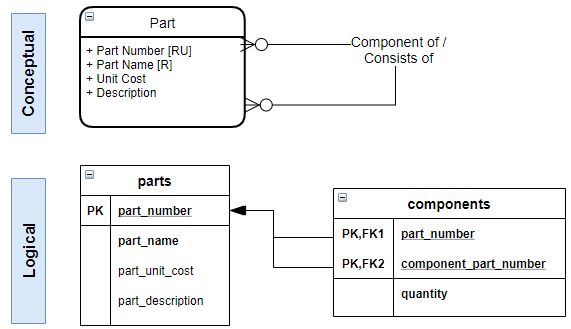 Conceptual
Part
+ Part Number [RU]
+ Part Name [R]
+ Unit Cost
+ Description
Component of /
Consists of
Logical
parts
PK part_number
part_name
part_unit_cost
part_description
components
PK,FK1 part_number
PK,FK2 component_part_number
quantity